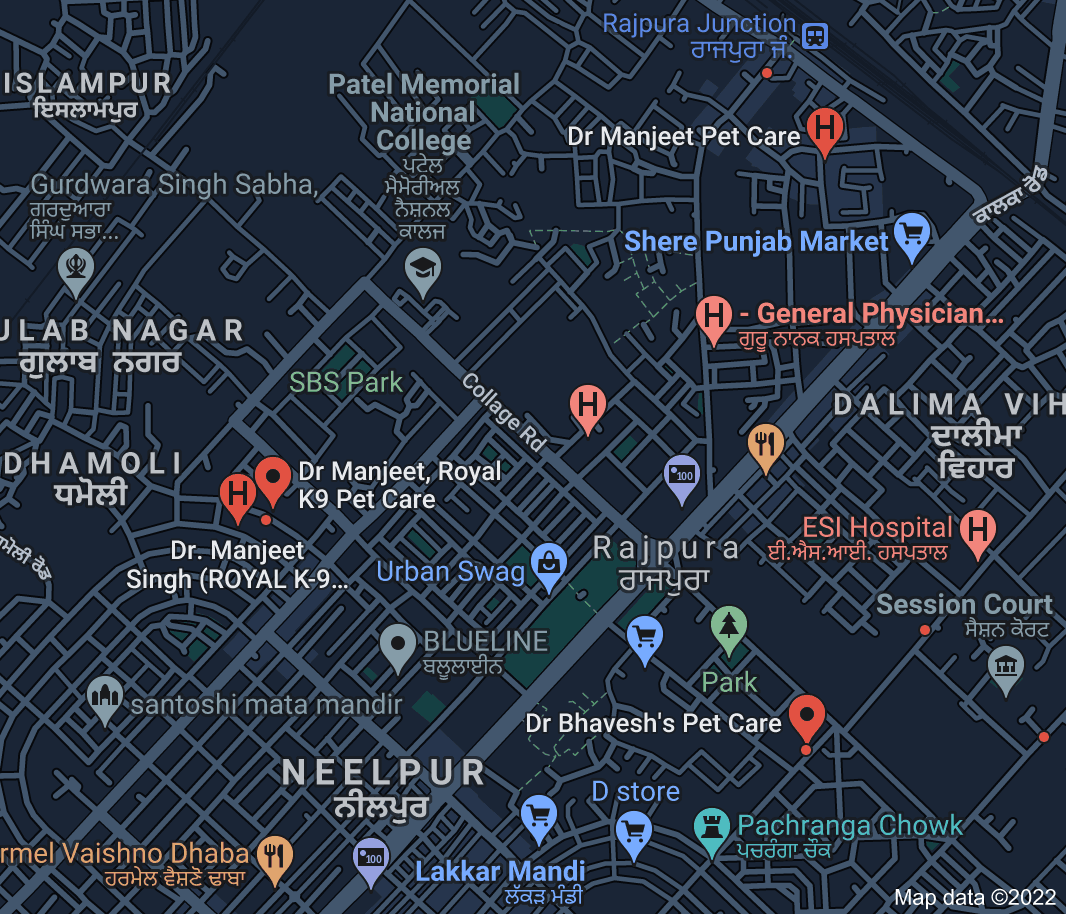 Rajpura Junction
ਰਾਜਪੁਰਾ ਜੰ.
ISLAMPUR
ਇਸਲਾਮਪੁਰ
Patel Memorial
National
College
ਪਟੇਲ
ਮੈਮੋਰੀਅਲ
ਨੈਸ਼ਨਲ
ਕਾਲਜ
Dr Manjeet Pet Care
H
ਕਾਲਕਾ ਰੋਡ
Gurdwara Singh Sabha,
ਗਰਦੁਆਰਾ
ਸਿੰਘ ਸਭਾ...
Shere Punjab Market
H
- General Physician...
ਗੁਰੂ ਨਾਨਕ ਹਸਪਤਾਲ
ULAB NAGAR
ਗੁਲਾਬ ਨਗਰ
SBS Park
Collage Rd
H
DALIMA VIH
ਦਾਲੀਮਾ
ਵਿਹਾਰ
DHAMOLI
ਧਮੋਲੀ
H
Dr Manjeet, Royal
K9 Pet Care
100
ਮੋਲੀ ਰੋਡ
Dr. Manjeet
Singh (ROYAL K-9...
ESI Hospital
ਈ.ਐਸ.ਆਈ. ਹਸਪਤਾਲ
H
Rajpura
ਰਾਜਪੁਰਾ
Urban Swag
Session Court
ਸੈਸ਼ਨ ਕੋਰਟ
BLUELINE
ਬਲੂਲਾਈਨ
Park
santoshi mata mandir
Dr Bhavesh's Pet Care
NEELPUR
ਨੀਲਪੁਰ
D store
Pachranga Chowk
ਪਚਰੰਗਾ ਚੌਕ
rmel Vaishno Dhaba
ਹਰਮੇਲ ਵੈਸ਼ਣੋ ਢਾਬਾ
100
Lakkar Mandi
ਲੱਕੜ ਮੰਡੀ
Map data ©2022